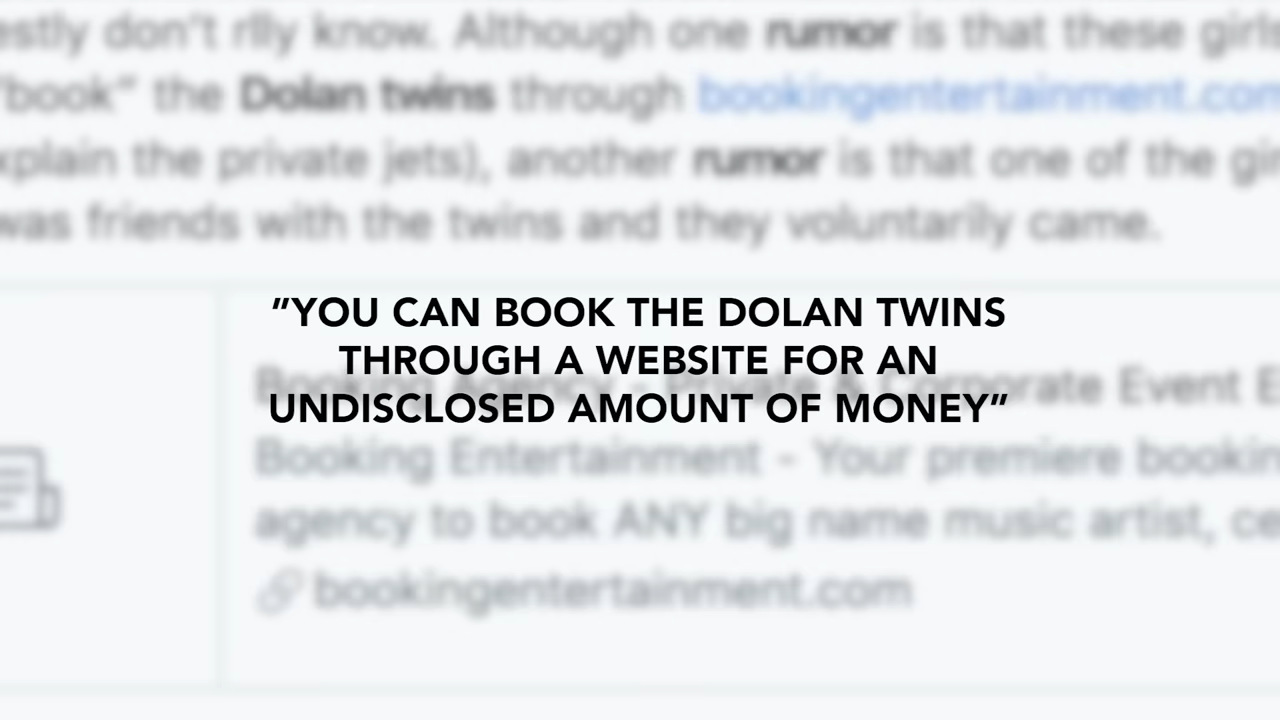 estly don't rlly know. Although one rumor is that these girls
"book" the Dolan twins through bookingentertainment.com
xplain the private jets), another rumor is that one of the gir
was friends with the twins and they voluntarily came.
"YOU CAN BOOK THE DOLAN TWINS
THROUGH A WEBSITE FOR AN
Booking Agency - Private & Corporate Event E
UNDISCLOSED AMOUNT OF MONEY"
Booking Entertainment - Your premiere bookin
agency to book ANY big name music artist, ce
bookingentertainment.com